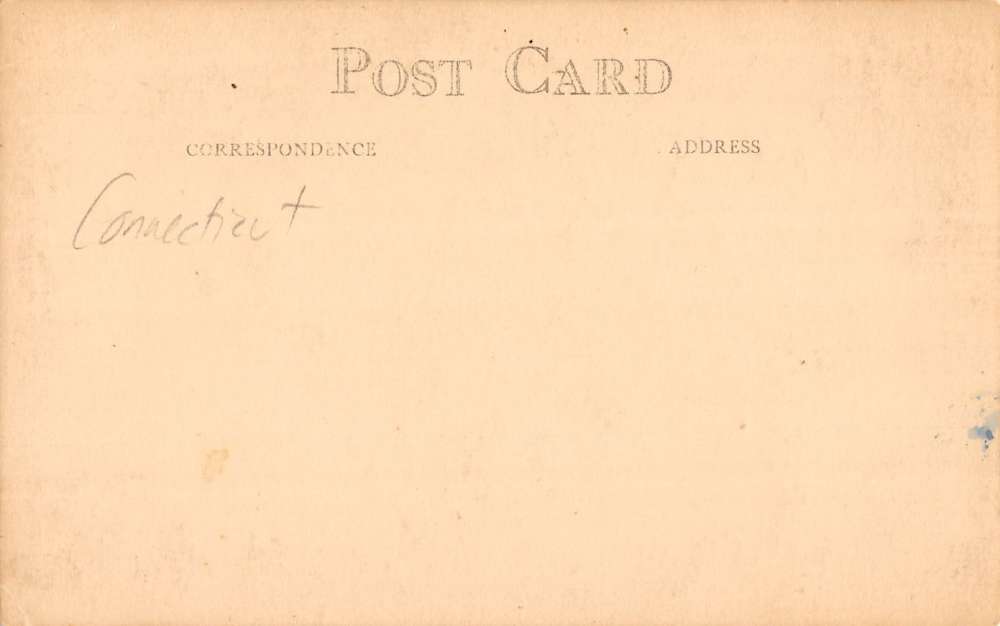 POST CARD
CORRESPONDENCE
ADDRESS
Connecticut